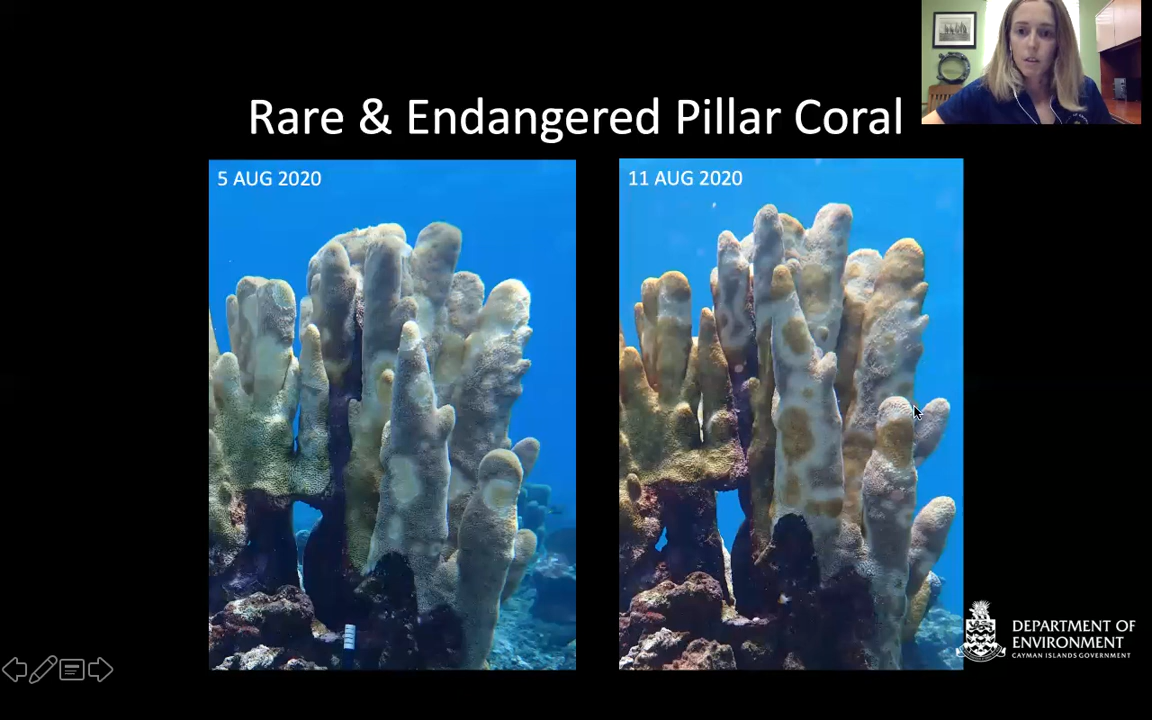 Rare & Endangered Pillar Coral
5 AUG 2020
11 AUG 2020
DEPARTMENT OF
ENVIRONMENT
CAYMAN ISLANDS GOVERNMENT